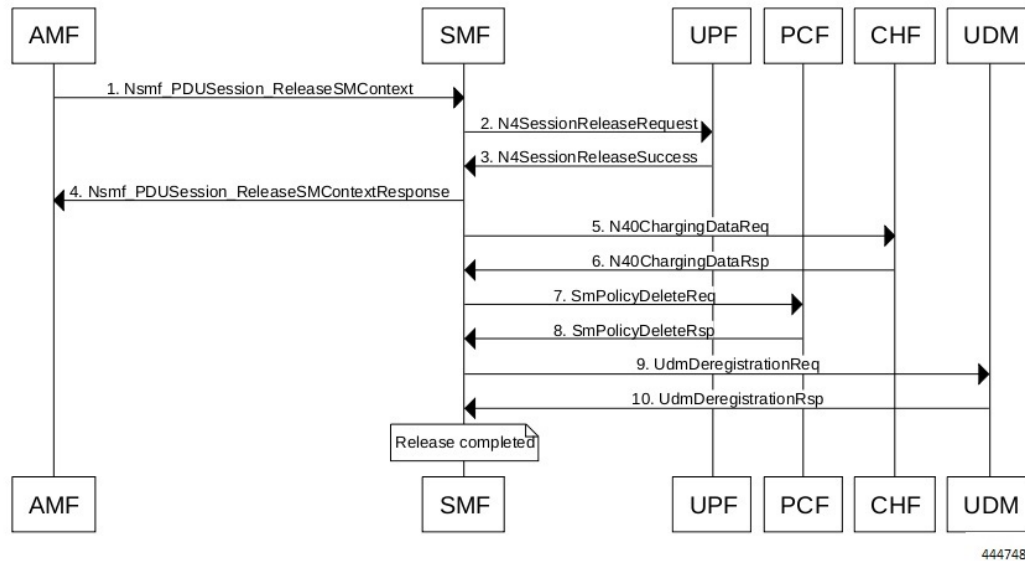 AMF
SMF
UPF
PCF
CHF
UDM
1. Nsmf_PDUSession_ReleaseSMContext
2. N4SessionReleaseRequest
3. N4SessionReleaseSuccess
4. Nsmf_PDUSession_ReleaseSMContextResponse
5. N40ChargingDataReq
6. N40ChargingDataRsp
7. SmPolicyDeleteReq
8. SmPolicyDeleteRsp
9. UdmDeregistrationReq
10. UdmDeregistrationRsp
Release completed
AMF
SMF
UPF
PCF
CHF
UDM
444748